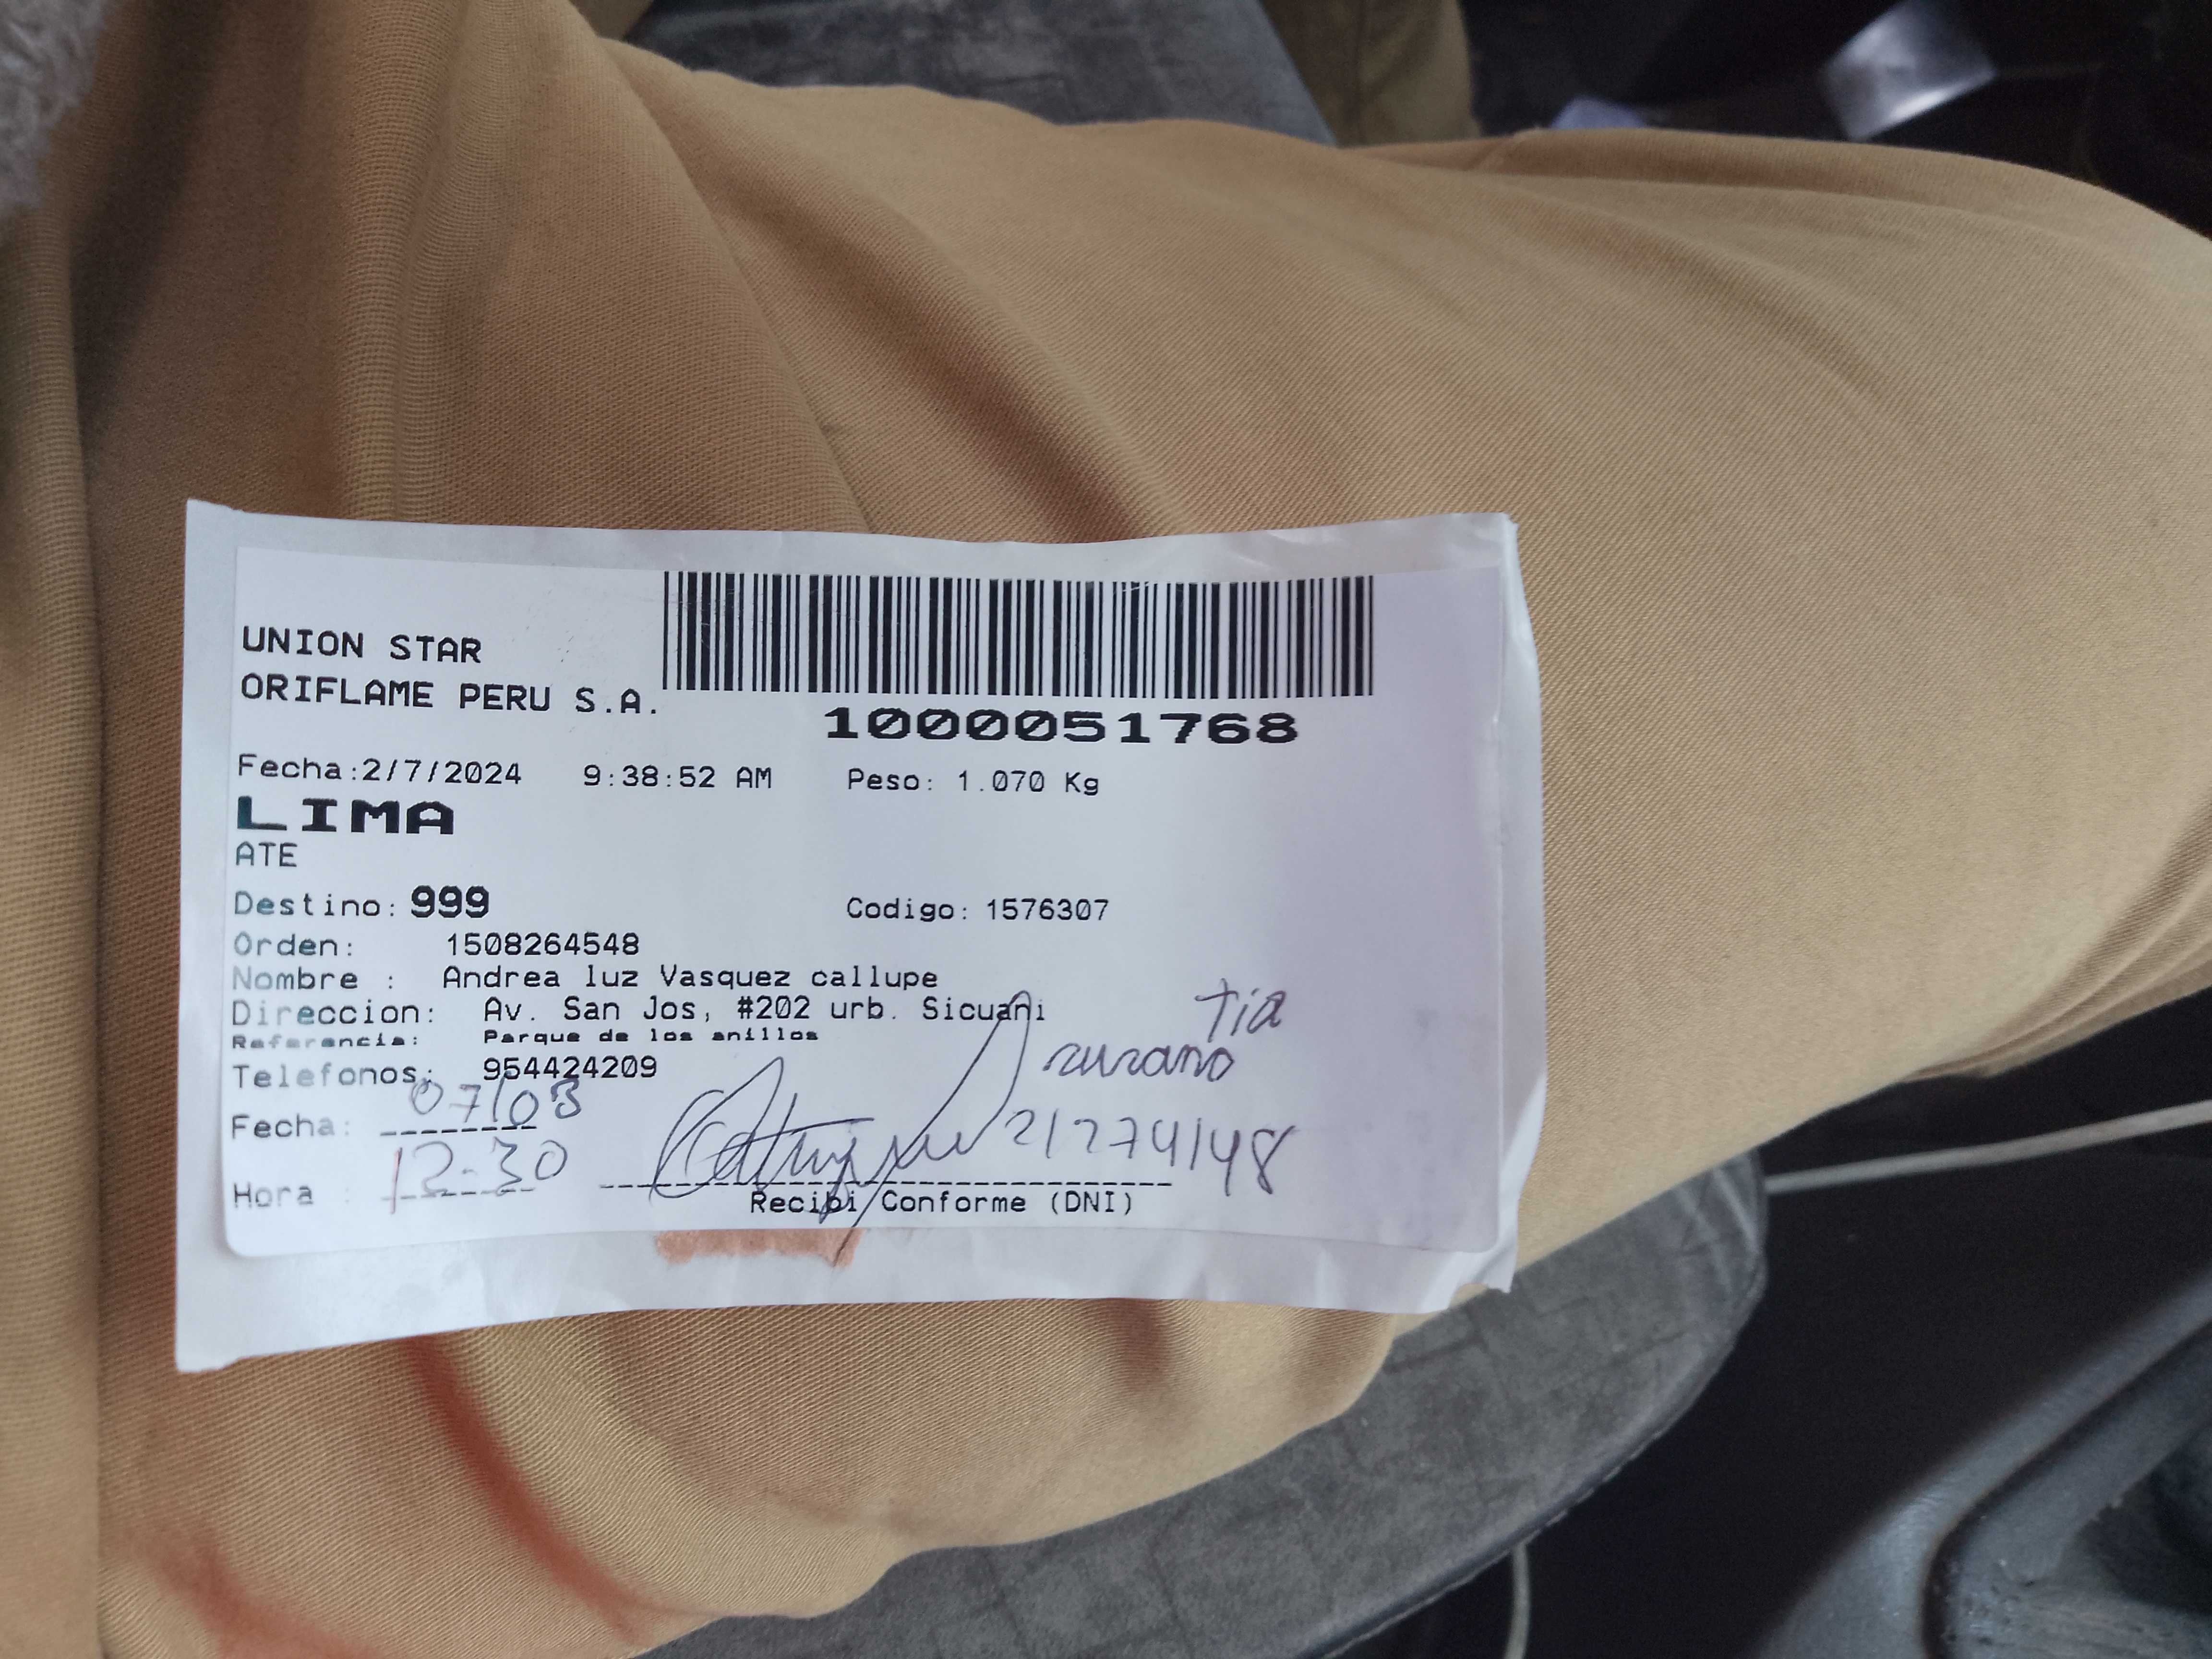 UNION STAR
ORIFLAME PERU S.A.
1000051768
Fecha:2/7/2024 9:38:52 AM Peso: 1.070 Kg
LIMA
ATE
Destino: 999 Codigo: 1576307
Orden: 1508264548
Nombre : Andrea luz Vasquez callupe
Direccion: Av. San Jos, #202 urb. Sicuani
Referencia: Parque de los anillos
Telefonos: 954424209
tia
Fecha: 07/03
21274148
Hora : 12-30
Recibi Conforme (DNI)